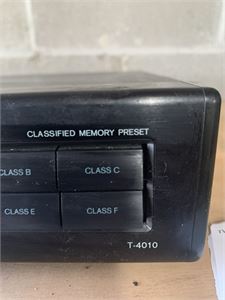 CLASSIFIED MEMORY PRESET
CLASS B CLASS C
CLASS E CLASS F
T-4010